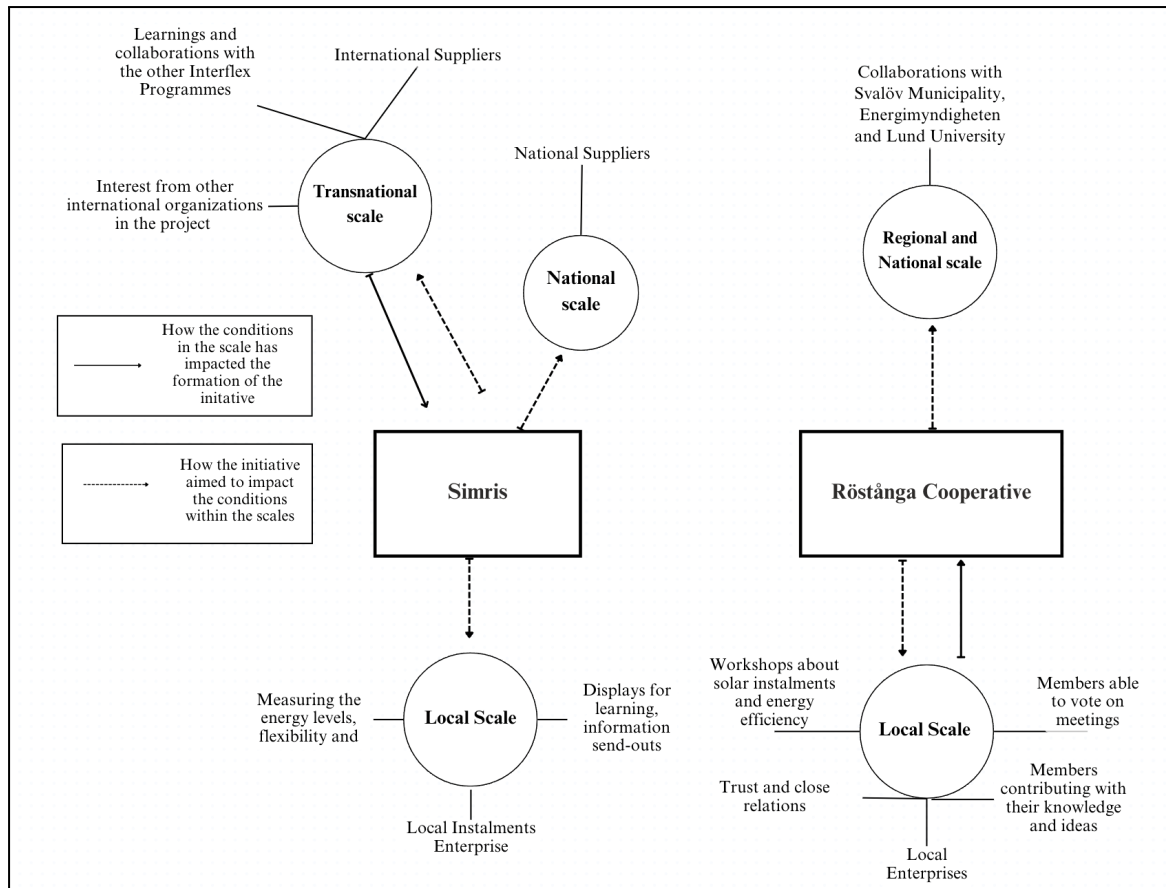 Learnings and
collaborations with
the other Interflex
Programmes
International Suppliers
Interest from other
international organizations
in the project
Transnational
scale
National Suppliers
National
scale
Collaborations with
Svalöv Municipality,
Energimyndigheten
and Lund University
Regional and
National scale
How the conditions
in the scale has
impacted the
formation of the
initative
How the initiative
aimed to impact
the conditions
within the scales
Simris
Röstånga Cooperative
Measuring the
energy levels,
flexibility and
Local Scale
Displays for
learning,
information
send-outs
Local Instalments
Enterprise
Workshops about
solar instalments
and energy
efficiency
Local Scale
Members able
to vote on
meetings
Trust and close
relations
Members
contributing with
their knowledge
and ideas
Local
Enterprises